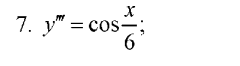 7. y''' = cos x/6;